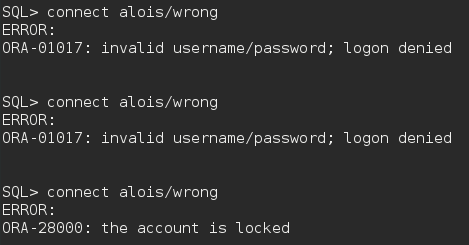 SQL> connect alois/wrong
ERROR:
ORA-01017: invalid username/password; logon denied
SQL> connect alois/wrong
ERROR:
ORA-01017: invalid username/password; logon denied
SQL> connect alois/wrong
ERROR:
ORA-28000: the account is locked